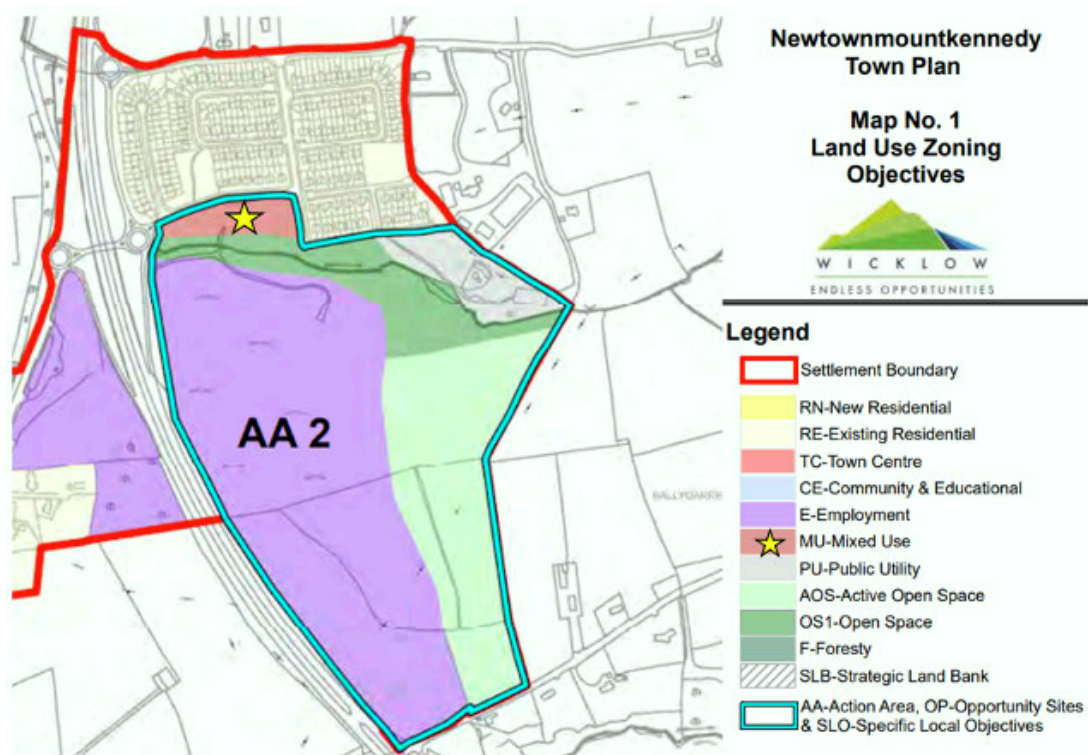 Newtownmountkennedy
Town Plan
Map No. 1
Land Use Zoning
Objectives
WICKLOW
ENDLESS OPPORTUNITIES
Legend
Settlement Boundary
RN-New Residential
RE-Existing Residential
TC-Town Centre
CE-Community & Educational
E-Employment
MU-Mixed Use
PU-Public Utility
AOS-Active Open Space
OS1-Open Space
F-Foresty
SLB-Strategic Land Bank
AA-Action Area, OP-Opportunity Sites
& SLO-Specific Local Objectives
AA 2